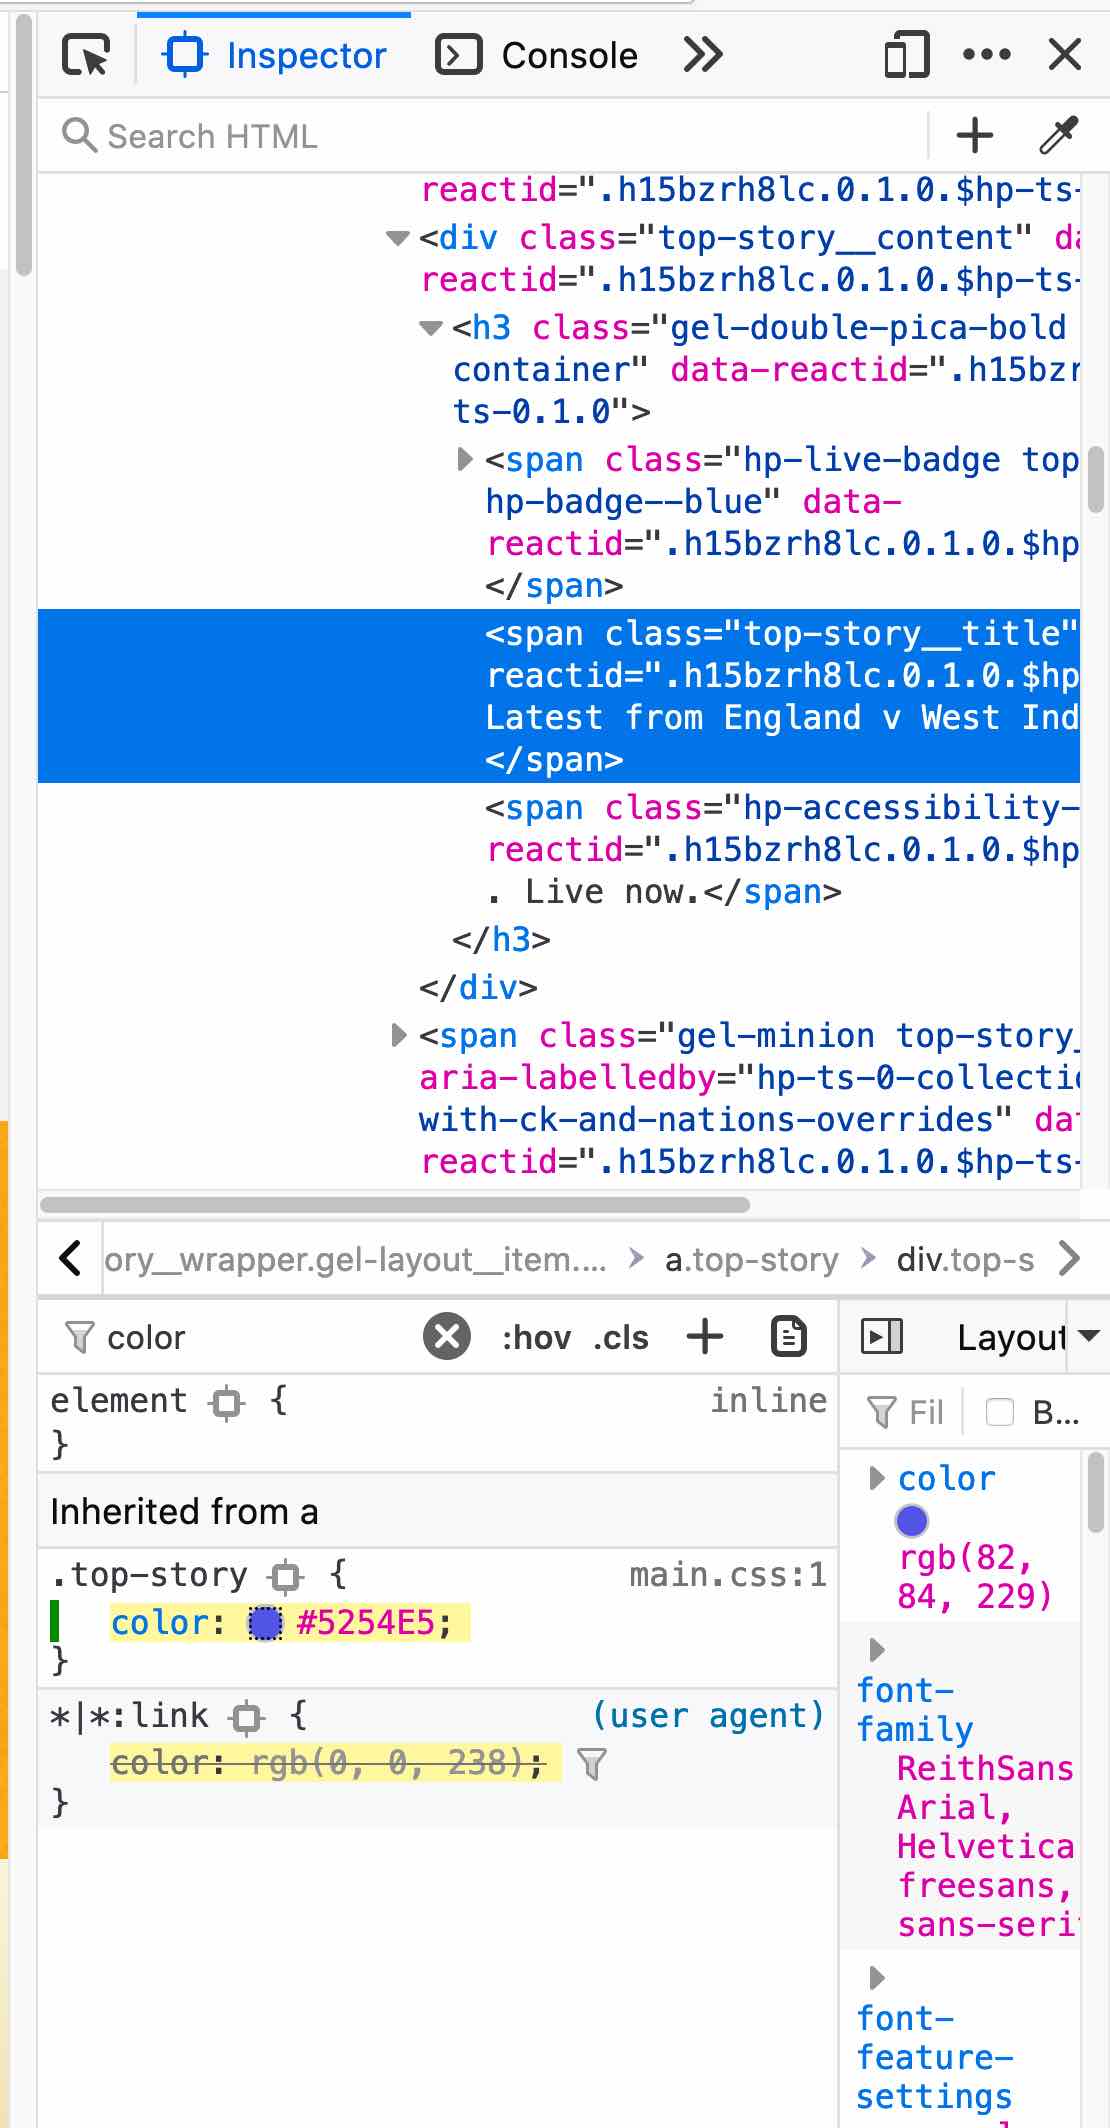 Inspector Console
Search HTML
reactid=".h15bzrh8lc.0.1.0.$hp-ts-
<div class="top-story__content" da
reactid=".h15bzrh8lc.0.1.0.$hp-ts-
<h3 class="gel-double-pica-bold
container" data-reactid=".h15bzr
ts-0.1.0">
<span class="hp-live-badge top
hp-badge--blue" data-
reactid=".h15bzrh8lc.0.1.0.$hp
</span>
<span class="top-story__title"
reactid=".h15bzrh8lc.0.1.0.$hp
Latest from England v West Ind
</span>
<span class="hp-accessibility-
reactid=".h15bzrh8lc.0.1.0.$hp
. Live now.</span>
</h3>
</div>
<span class="gel-minion top-story_
aria-labelledby="hp-ts-0-collectio
with-ck-and-nations-overrides" dat
reactid=".h15bzrh8lc.0.1.0.$hp-ts-
ory__wrapper.gel-layout__item.... a.top-story div.top-s
color :hov .cls
element {
inline
}
Inherited from a
.top-story {
main.css:1
color: #5254E5;
}
*|*:link {
(user agent)
color: rgb(0, 0, 238);
}
Layout
Fil B...
color
rgb(82,
84, 229)
font-
family
ReithSans
Arial,
Helvetica
freesans,
sans-serif
font-
feature-
settings